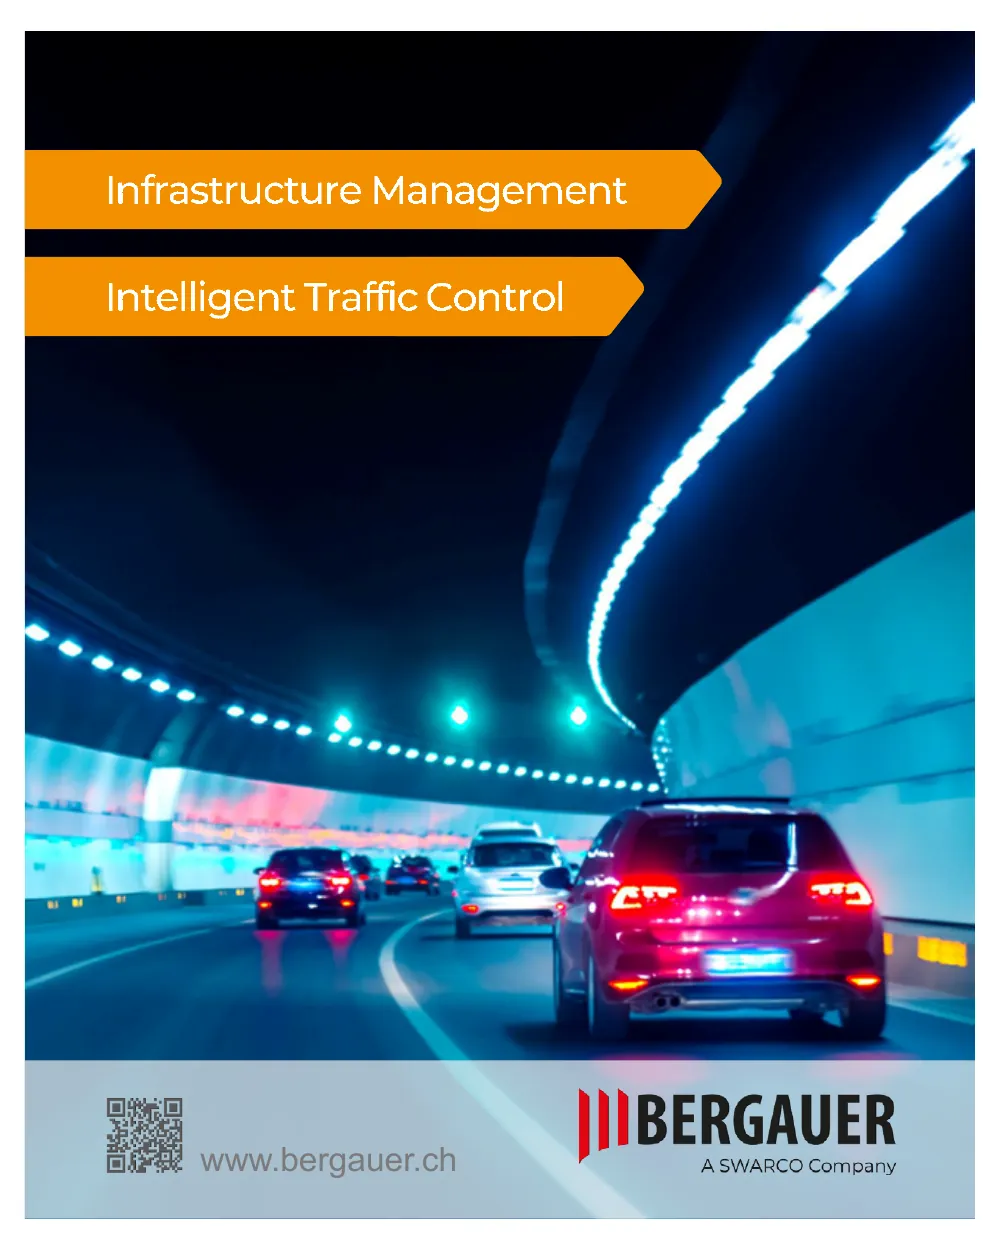 Infrastructure Management
Intelligent Traffic Control
www.bergauer.ch
BERGAUER
A SWARCO Company